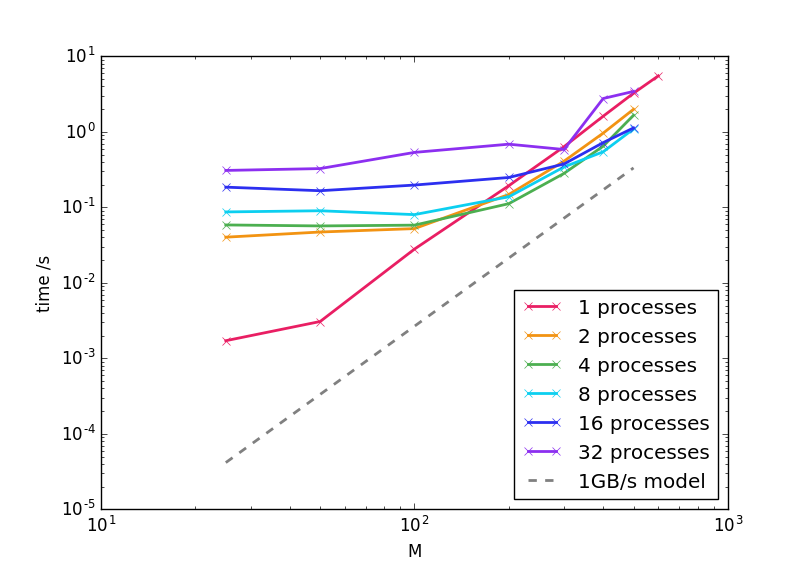 10^1
10^0
10^-1
10^-2
10^-3
10^-4
10^-5
time /s
1 processes
2 processes
4 processes
8 processes
16 processes
32 processes
1GB/s model
10^1 10^2 10^3
M